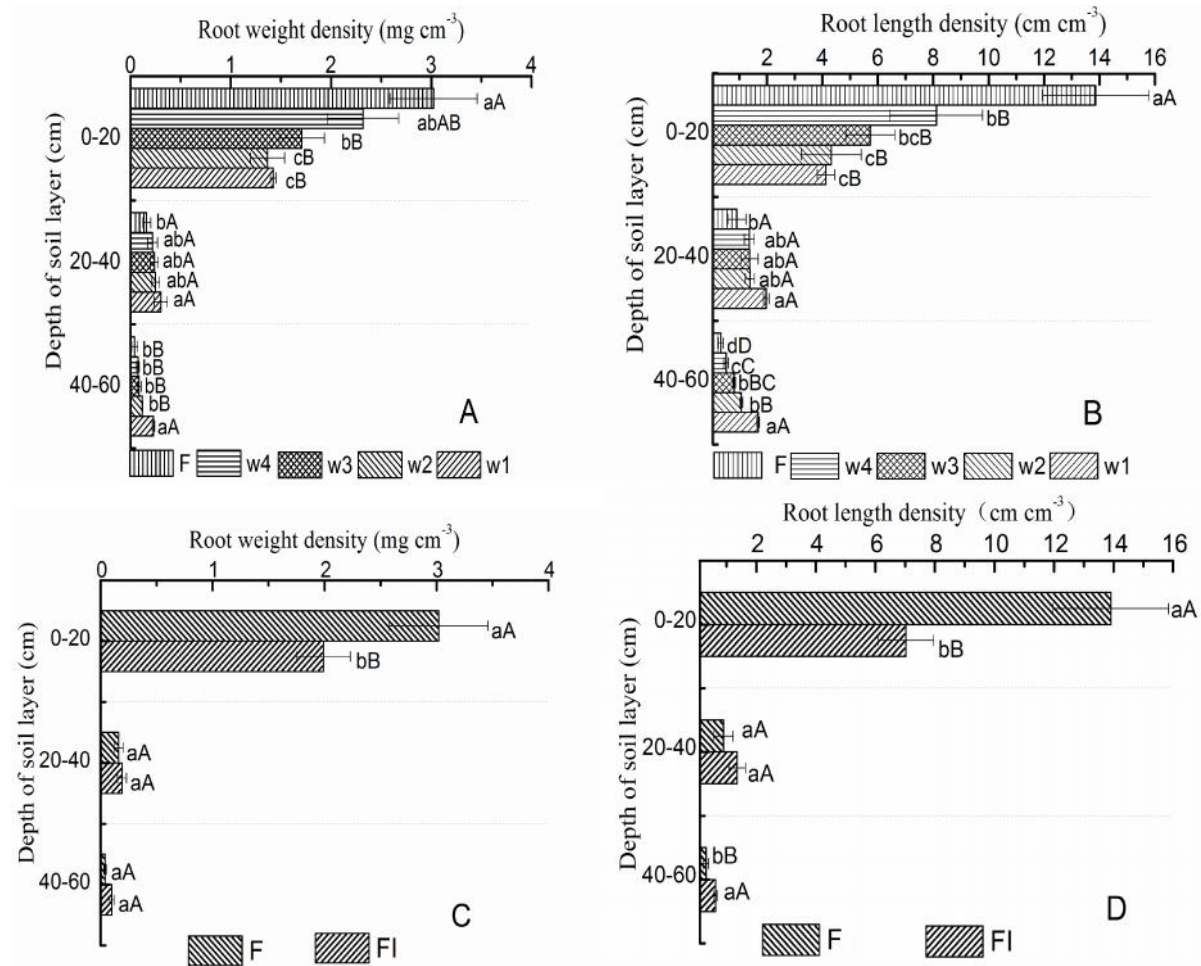 Root weight density (mg cm⁻³)
0 1 2 3 4
Depth of soil layer (cm)
0-20
aA
abAB
bB
cB
cB
20-40
bA
abA
abA
abA
aA
40-60
bB
bB
bB
bB
aA
A
F w4 w3 w2 w1
Root length density (cm cm⁻³)
2 4 6 8 10 12 14 16
Depth of soil layer (cm)
0-20
aA
bB
bcB
cB
cB
20-40
bA
abA
abA
abA
aA
40-60
dD
cC
bBC
bB
aA
B
F w4 w3 w2 w1
Root weight density (mg cm⁻³)
0 1 2 3 4
Depth of soil layer (cm)
0-20
aA
bB
20-40
aA
aA
40-60
aA
aA
C
F FI
Root length density (cm cm⁻³)
2 4 6 8 10 12 14 16
Depth of soil layer (cm)
0-20
aA
bB
20-40
aA
aA
40-60
bB
aA
D
F FI